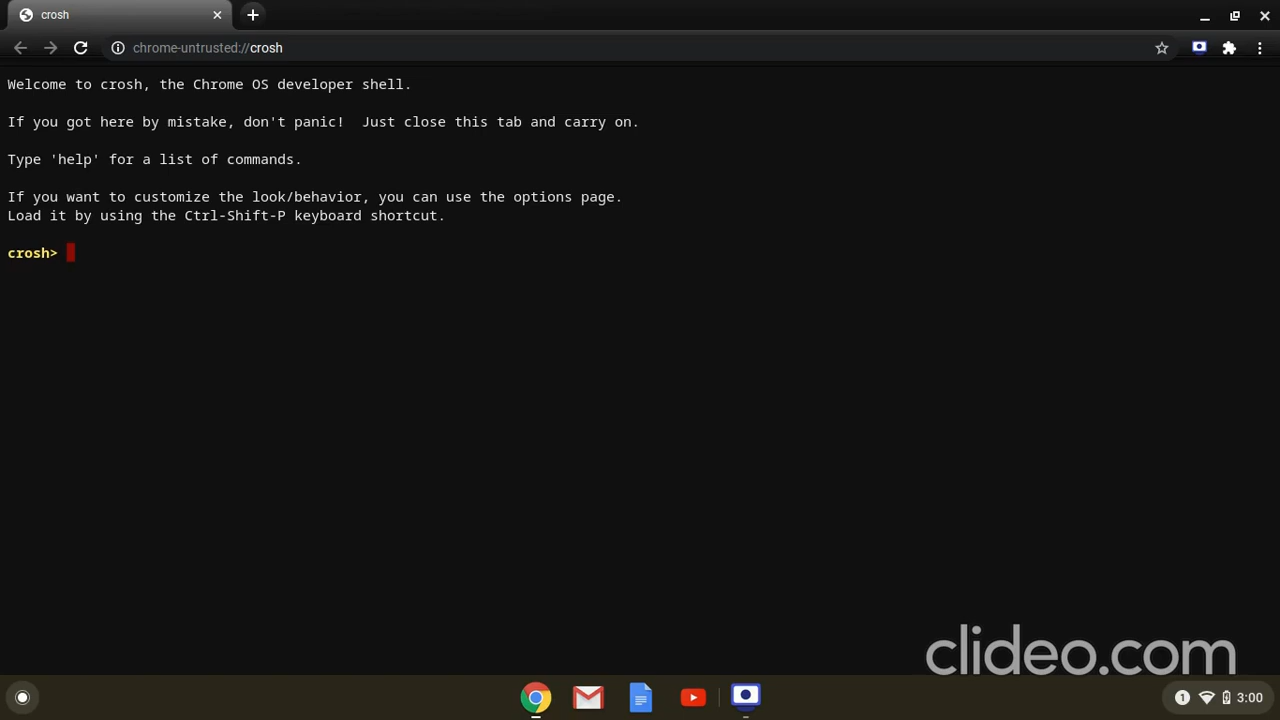 crosh
chrome-untrusted://crosh
Welcome to crosh, the Chrome OS developer shell.
If you got here by mistake, don't panic!  Just close this tab and carry on.
Type 'help' for a list of commands.
If you want to customize the look/behavior, you can use the options page.
Load it by using the Ctrl-Shift-P keyboard shortcut.
crosh>
clideo.com
1 3:00